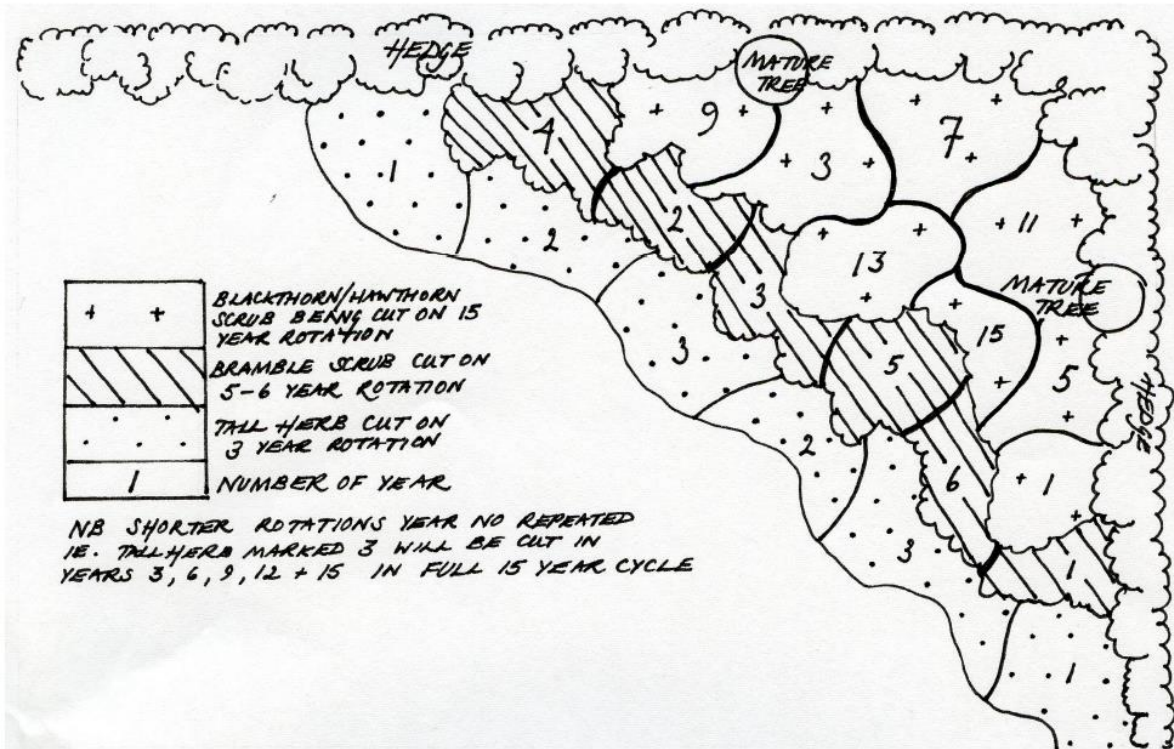 HEDGE
MATURE
TREE
9
4
7
3
1
2
2
11
13
3
MATURE
TREE
3
15
5
5
HEDGE
2
6
1
3
1
1
BLACKTHORN/HAWTHORN
SCRUB BEANG CUT ON 15
YEAR ROTATION
BRAMBLE SCRUB CUT ON
5-6 YEAR ROTATION
TALL HERB CUT ON
3 YEAR ROTATION
1
NUMBER OF YEAR
NB SHORTER ROTATIONS YEAR NO REPEATED
IE. TALL HERB MARKED 3 WILL BE CUT IN
YEARS 3, 6, 9, 12 + 15 IN FULL 15 YEAR CYCLE